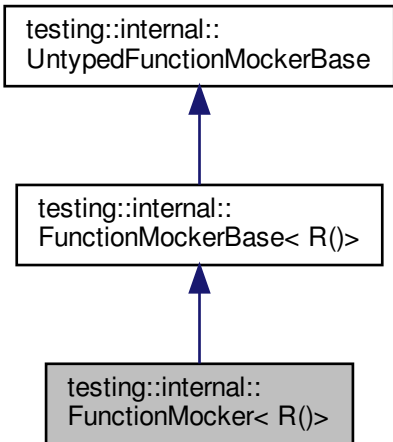 testing::internal::
UntypedFunctionMockerBase
testing::internal::
FunctionMockerBase< R()>
testing::internal::
FunctionMocker< R()>